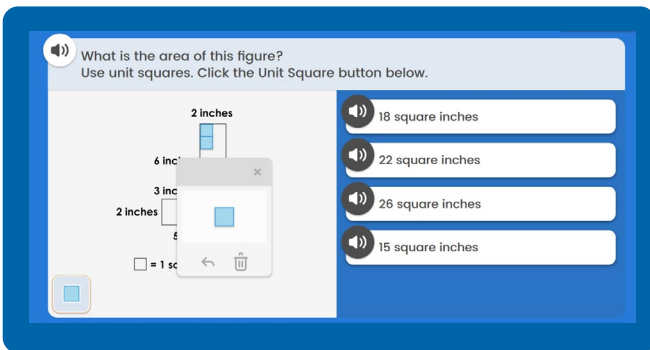 What is the area of this figure?
Use unit squares. Click the Unit Square button below.
2 inches
6
3
2 inches
= 1
18 square inches
22 square inches
26 square inches
15 square inches